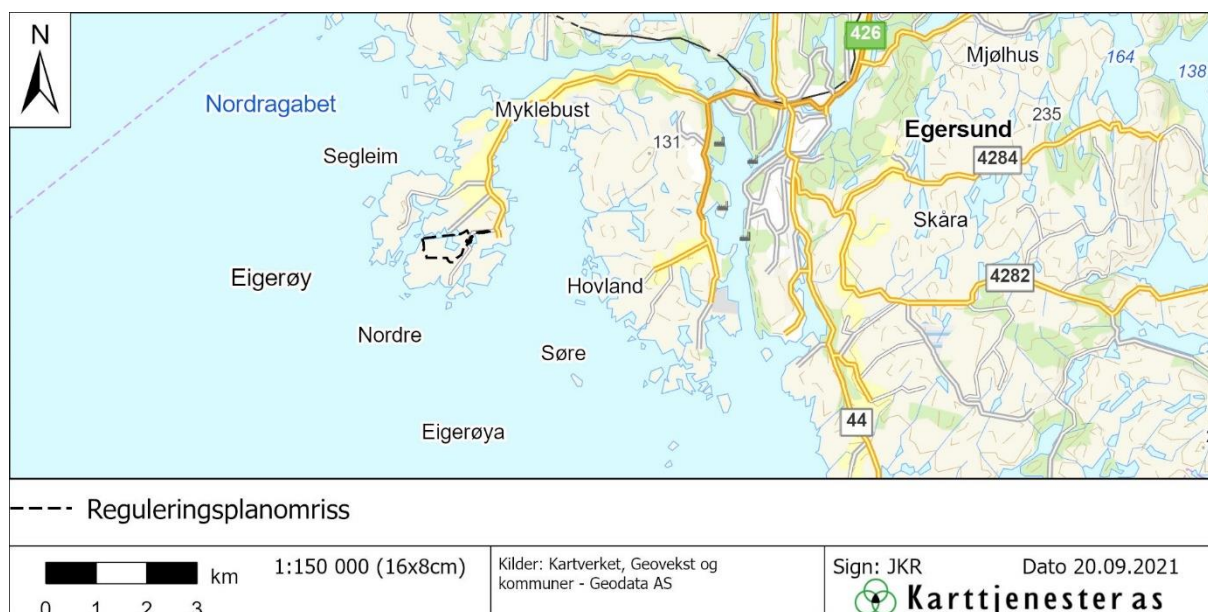 N
426
Mjølhus
164
138
Nordragabet
Myklebust
235
Egersund
131
4284
Segleim
Skåra
Eigerøy
Hovland
4282
Nordre
Søre
44
Eigerøya
Reguleringsplanomriss
km
0 1 2 3
1:150 000 (16x8cm)
Kilder: Kartverket, Geovekst og
kommuner - Geodata AS
Sign: JKR Dato 20.09.2021
Karttjenester as